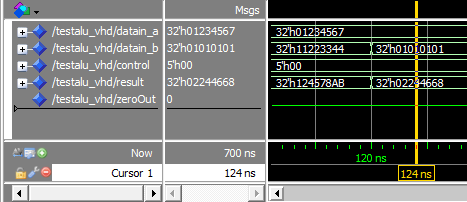 Msgs
/testalu_vhd/datain_a 32'h01234567 32'h01234567
/testalu_vhd/datain_b 32'h01010101 32'h11223344 32'h01010101
/testalu_vhd/control 5'h00 5'h00
/testalu_vhd/result 32'h02244668 32'h124578AB 32'h02244668
/testalu_vhd/zeroOut 0
Now 700 ns 120 ns
Cursor 1 124 ns 124 ns